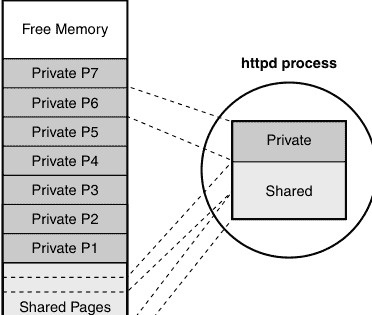 Free Memory
Private P7
Private P6
Private P5
Private P4
Private P3
Private P2
Private P1
Shared Pages
httpd process
Private
Shared